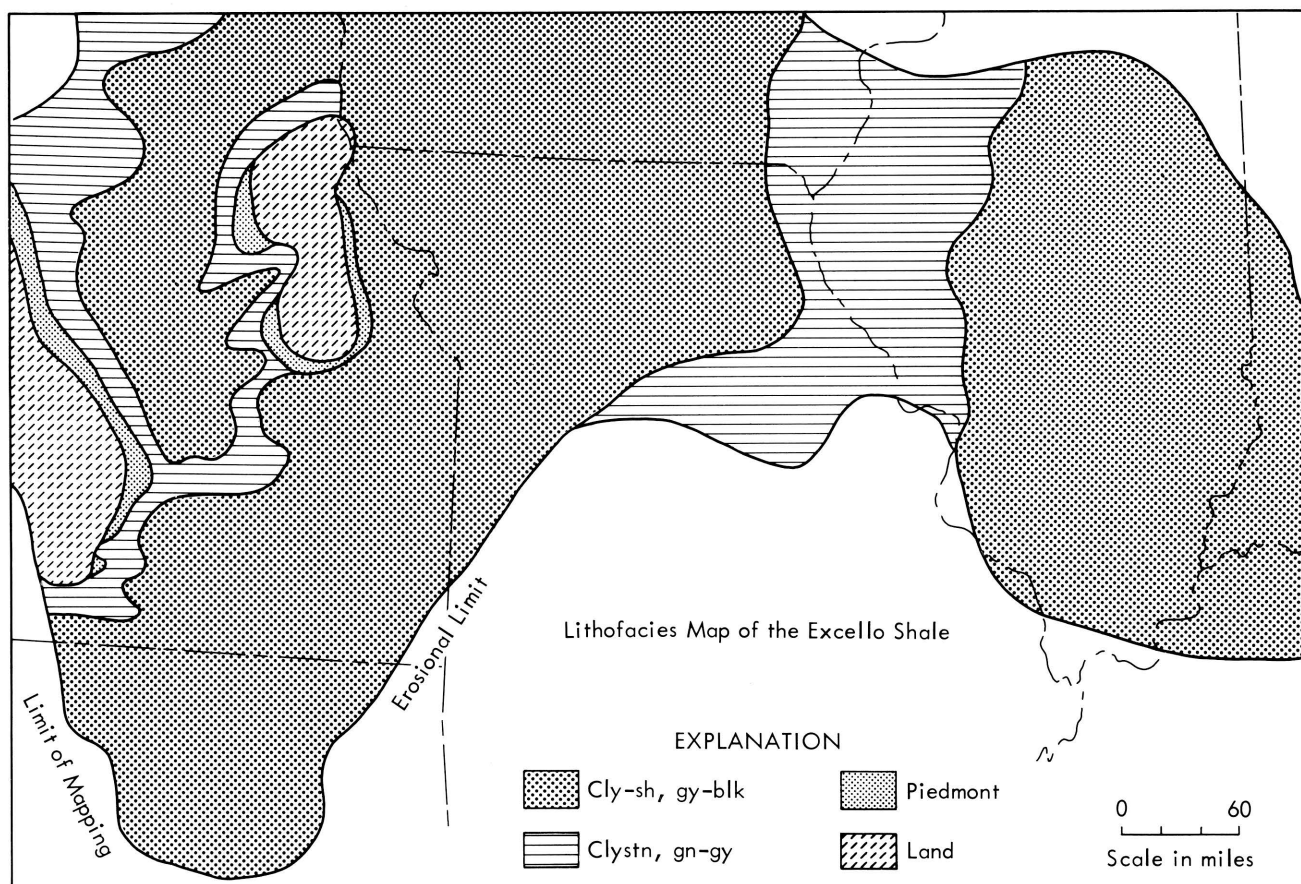 Lithofacies Map of the Excello Shale
Erosional Limit
Limit of Mapping
EXPLANATION
Cly-sh, gy-blk
Piedmont
Clystn, gn-gy
Land
0 60
Scale in miles